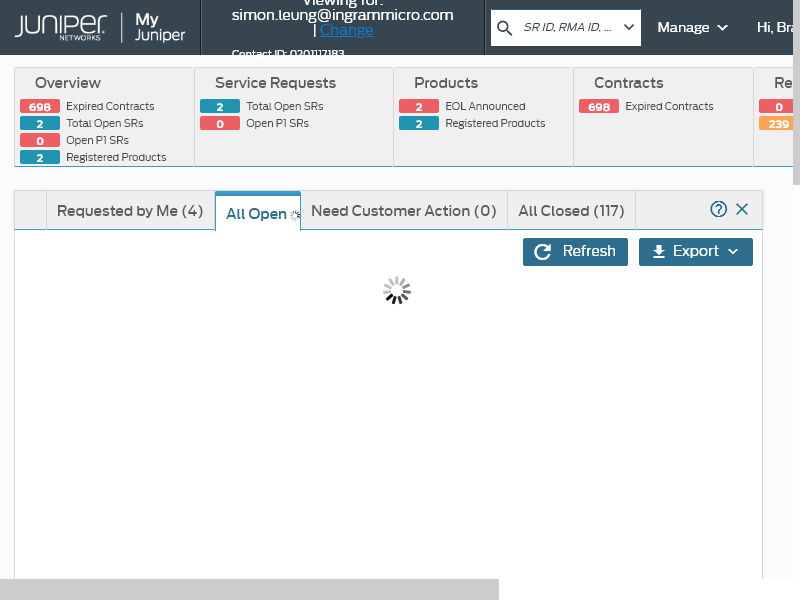 JUNIPER
NETWORKS
My
Juniper
Viewing for:
simon.leung@ingrammicro.com
| Change
Contact ID: 0201117183
SR ID, RMA ID, ...
Manage
Hi, Bra
Overview
698 Expired Contracts
2 Total Open SRs
0 Open P1 SRs
2 Registered Products
Service Requests
2 Total Open SRs
0 Open P1 SRs
Products
2 EOL Announced
2 Registered Products
Contracts
698 Expired Contracts
Re
0
239
Requested by Me (4)
All Open
Need Customer Action (0)
All Closed (117)
Refresh
Export